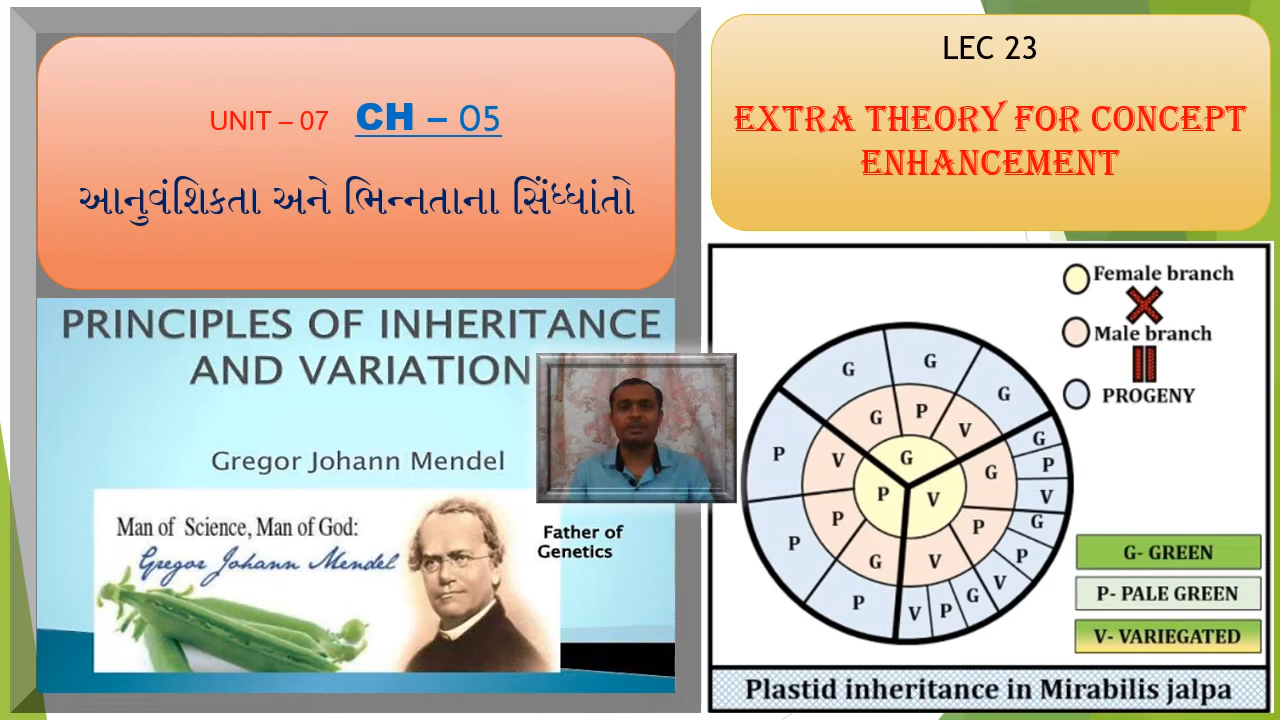 UNIT – 07 CH – 05
આનુવંશિકતા અને ભિન્નતાના સિંધ્ધાંતો
PRINCIPLES OF INHERITANCE
AND VARIATION
Gregor Johann Mendel
Man of Science, Man of God:
Gregor Johann Mendel
Father of
Genetics
LEC 23
EXTRA THEORY FOR CONCEPT
ENHANCEMENT
Female branch
Male branch
PROGENY
G
G
G
G
P
V
G
P
V
G
P
V
P
P
P
G
P
V
G
P
V
V
P
G
G
V
P
G- GREEN
P- PALE GREEN
V- VARIEGATED
Plastid inheritance in Mirabilis jalpa